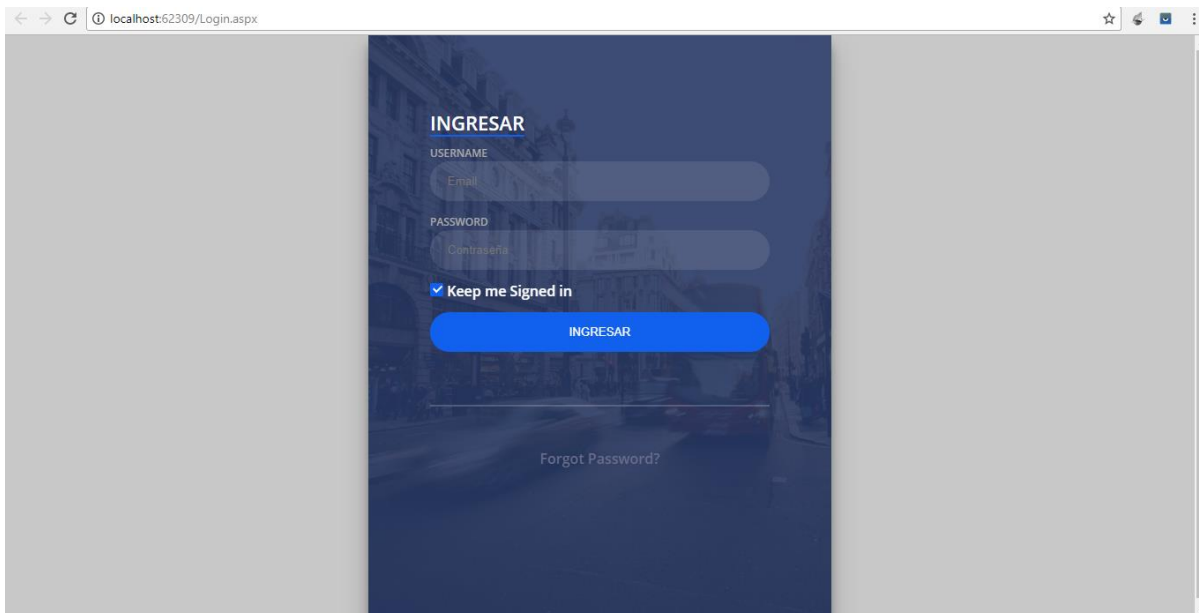 localhost:62309/Login.aspx
INGRESAR
USERNAME
Email
PASSWORD
Contraseña
Keep me Signed in
INGRESAR
Forgot Password?